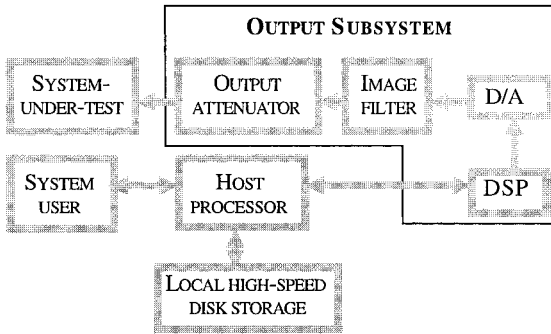 OUTPUT SUBSYSTEM
SYSTEM-
UNDER-TEST
OUTPUT
ATTENUATOR
IMAGE
FILTER
D/A
SYSTEM
USER
HOST
PROCESSOR
DSP
LOCAL HIGH-SPEED
DISK STORAGE